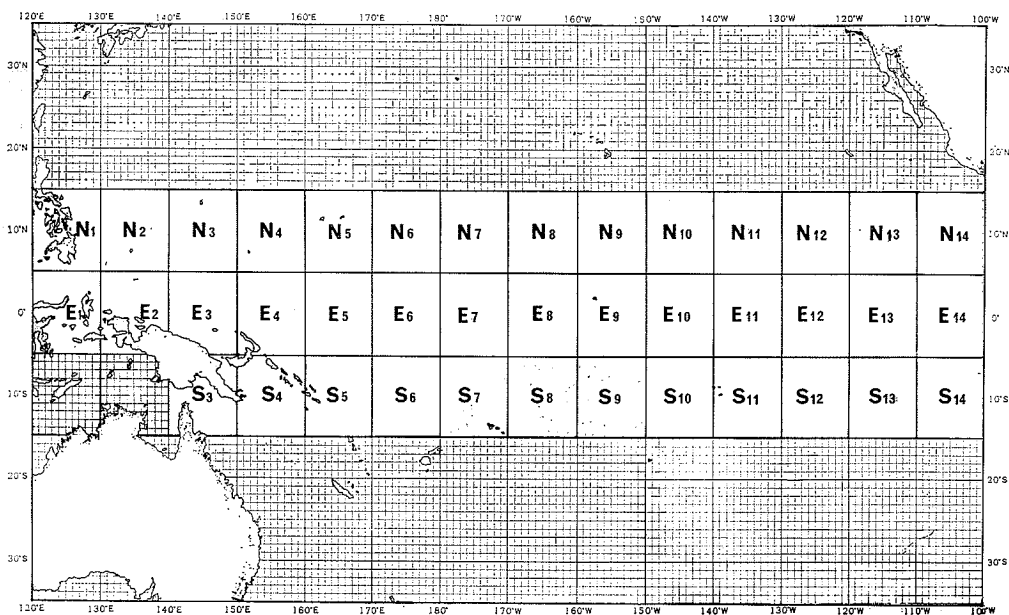 120°E 130°E 140°E 150°E 160°E 170°E 180° 170°W 160°W 150°W 140°W 130°W 120°W 110°W 100°W
30°N 30°N
20°N 20°N
10°N N1 N2 N3 N4 N5 N6 N7 N8 N9 N10 N11 N12 N13 N14 10°N
0° E1 E2 E3 E4 E5 E6 E7 E8 E9 E10 E11 E12 E13 E14 0°
10°S S3 S4 S5 S6 S7 S8 S9 S10 S11 S12 S13 S14 10°S
20°S 20°S
30°S 30°S
120°E 130°E 140°E 150°E 160°E 170°E 180° 170°W 160°W 150°W 140°W 130°W 120°W 110°W 100°W